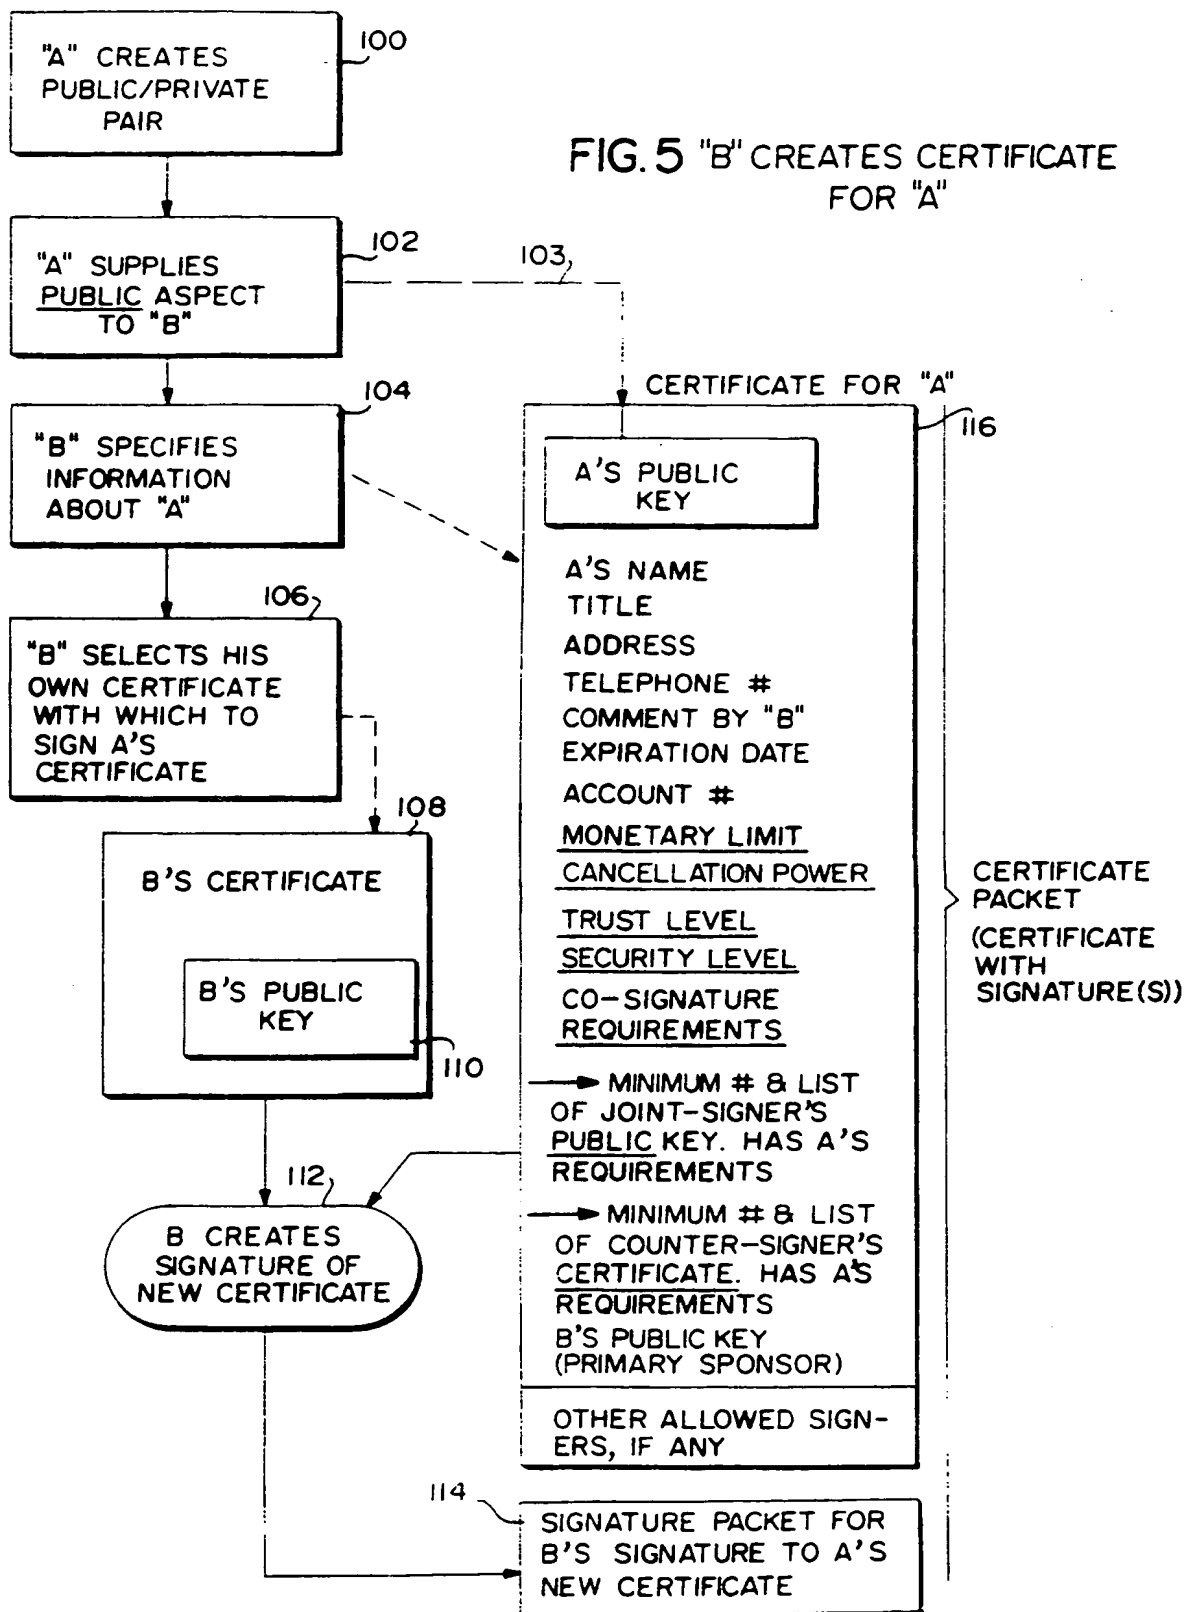 "A" CREATES
PUBLIC/PRIVATE
PAIR
100
FIG. 5 "B" CREATES CERTIFICATE
FOR "A"
"A" SUPPLIES
PUBLIC ASPECT
TO "B"
102
103
"B" SPECIFIES
INFORMATION
ABOUT "A"
104
"B" SELECTS HIS
OWN CERTIFICATE
WITH WHICH TO
SIGN A'S
CERTIFICATE
106
B'S CERTIFICATE
108
B'S PUBLIC
KEY
110
B CREATES
SIGNATURE OF
NEW CERTIFICATE
112
CERTIFICATE FOR "A"
116
A'S PUBLIC
KEY
A'S NAME
TITLE
ADDRESS
TELEPHONE #
COMMENT BY "B"
EXPIRATION DATE
ACCOUNT #
MONETARY LIMIT
CANCELLATION POWER
TRUST LEVEL
SECURITY LEVEL
CO-SIGNATURE
REQUIREMENTS
MINIMUM # & LIST
OF JOINT-SIGNER'S
PUBLIC KEY. HAS A'S
REQUIREMENTS
MINIMUM # & LIST
OF COUNTER-SIGNER'S
CERTIFICATE. HAS A'S
REQUIREMENTS
B'S PUBLIC KEY
(PRIMARY SPONSOR)
OTHER ALLOWED SIGN-
ERS, IF ANY
CERTIFICATE
PACKET
(CERTIFICATE
WITH
SIGNATURE(S))
114
SIGNATURE PACKET FOR
B'S SIGNATURE TO A'S
NEW CERTIFICATE